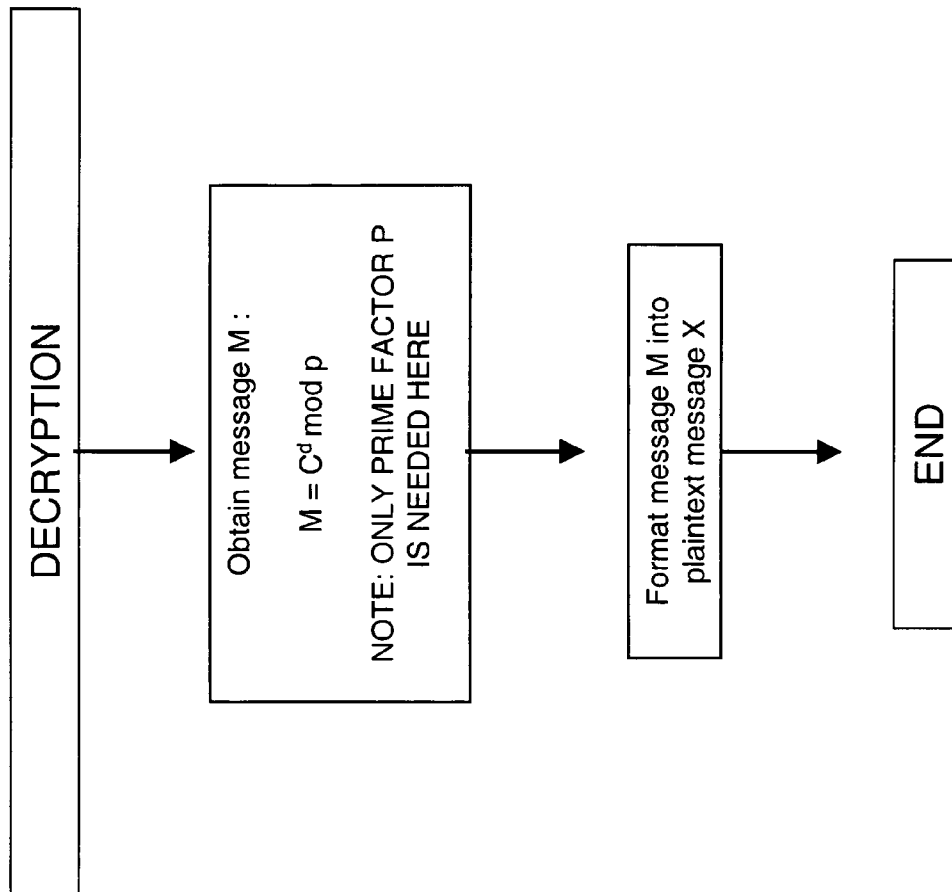 DECRYPTION
Obtain message M :
M = C^d mod p
NOTE: ONLY PRIME FACTOR P
IS NEEDED HERE
Format message M into
plaintext message X
END